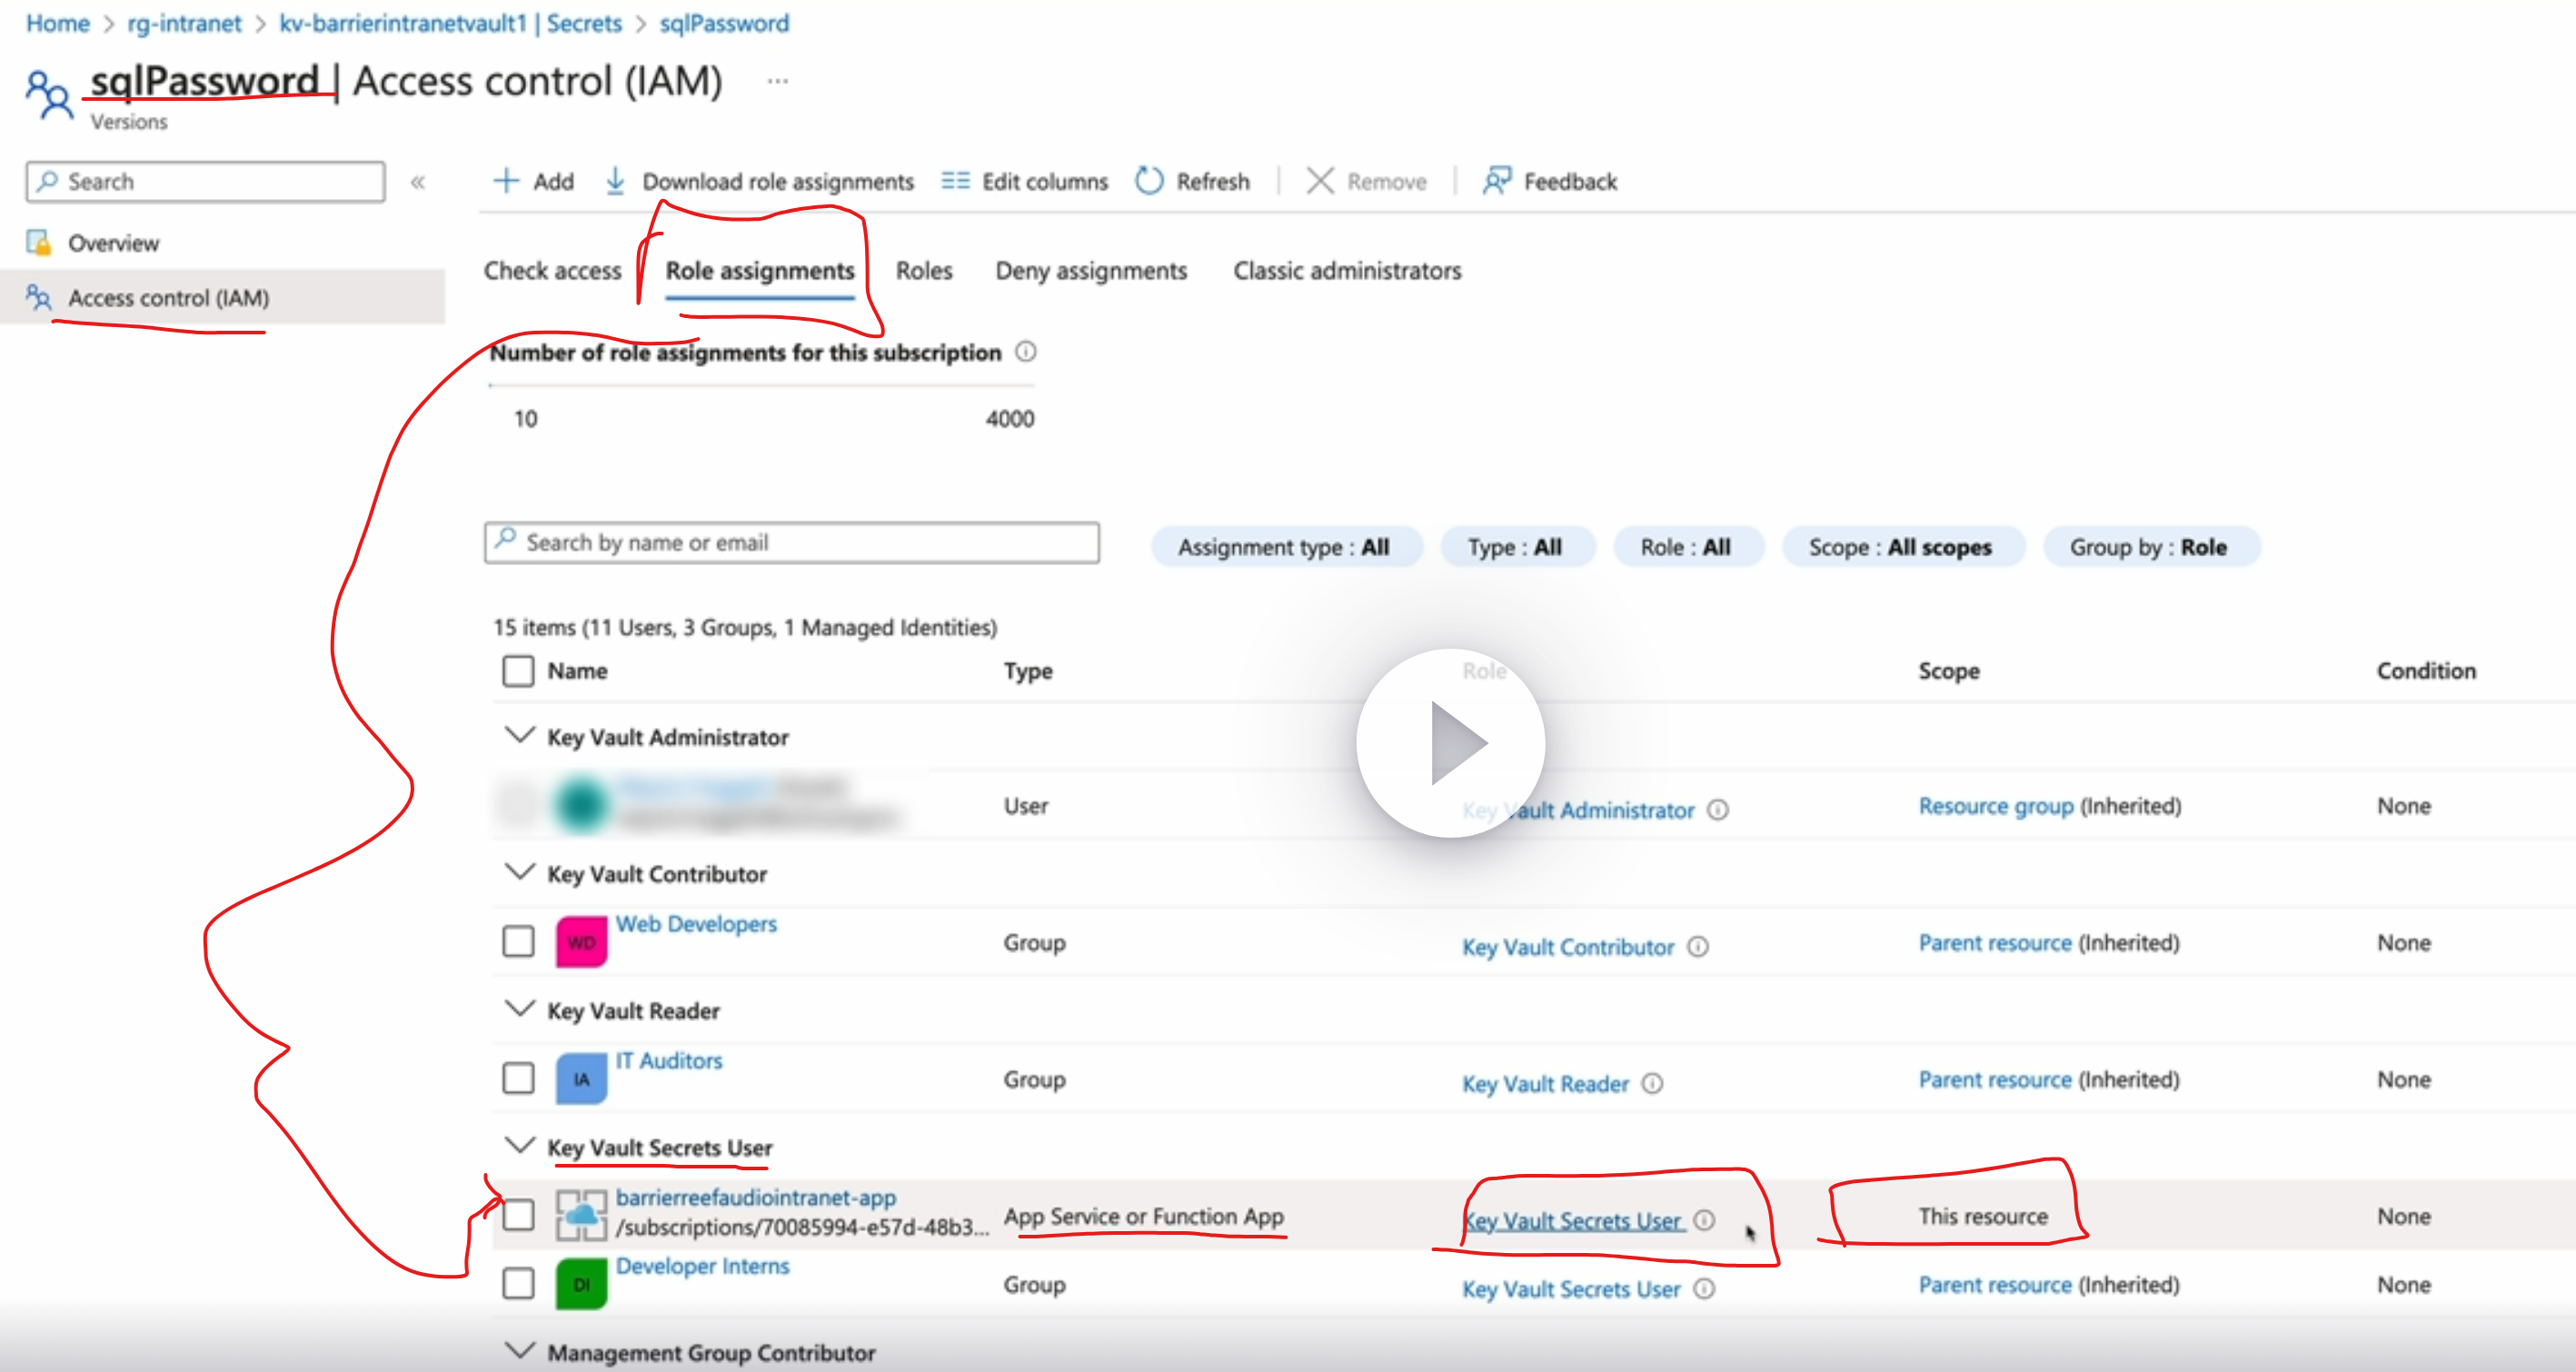 Home > rg-intranet > kv-barrierintranetvault1 | Secrets > sqlPassword
sqlPassword | Access control (IAM) ...
Versions
Search «
+ Add Download role assignments Edit columns Refresh | Remove | Feedback
Overview
Access control (IAM)
Check access Role assignments Roles Deny assignments Classic administrators
Number of role assignments for this subscription
10 4000
Search by name or email
Assignment type : All Type : All Role : All Scope : All scopes Group by : Role
15 items (11 Users, 3 Groups, 1 Managed Identities)
Name Type Role Scope Condition
Key Vault Administrator
User Key Vault Administrator Resource group (Inherited) None
Key Vault Contributor
WD Web Developers Group Key Vault Contributor Parent resource (Inherited) None
Key Vault Reader
IA IT Auditors Group Key Vault Reader Parent resource (Inherited) None
Key Vault Secrets User
barrierreefaudiointranet-app
/subscriptions/70085994-e57d-48b3... App Service or Function App Key Vault Secrets User This resource None
DI Developer Interns Group Key Vault Secrets User Parent resource (Inherited) None
Management Group Contributor